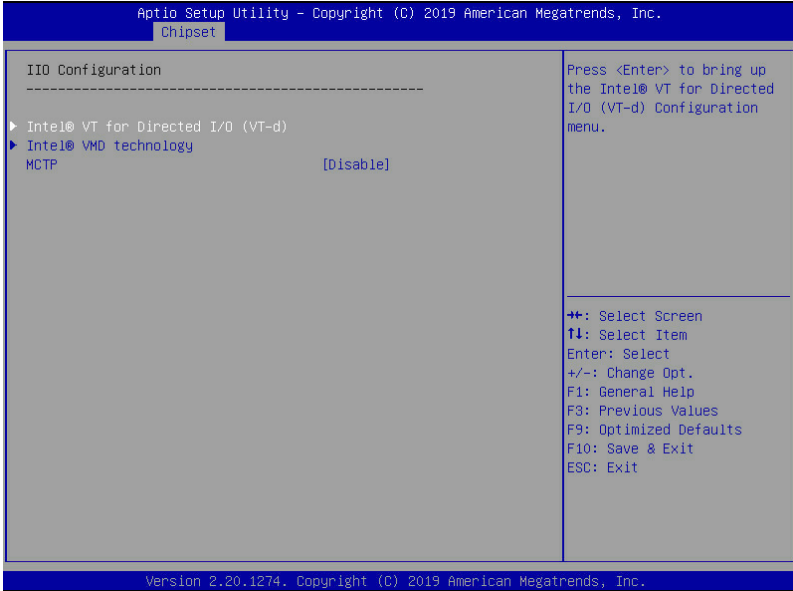 Aptio Setup Utility – Copyright (C) 2019 American Megatrends, Inc.
Chipset
IIO Configuration
--------------------------------------------------
Intel® VT for Directed I/O (VT-d)
Intel® VMD technology
MCTP [Disable]
Press <Enter> to bring up
the Intel® VT for Directed
I/O (VT-d) Configuration
menu.
→←: Select Screen
↑↓: Select Item
Enter: Select
+/-: Change Opt.
F1: General Help
F3: Previous Values
F9: Optimized Defaults
F10: Save & Exit
ESC: Exit
Version 2.20.1274. Copyright (C) 2019 American Megatrends, Inc.